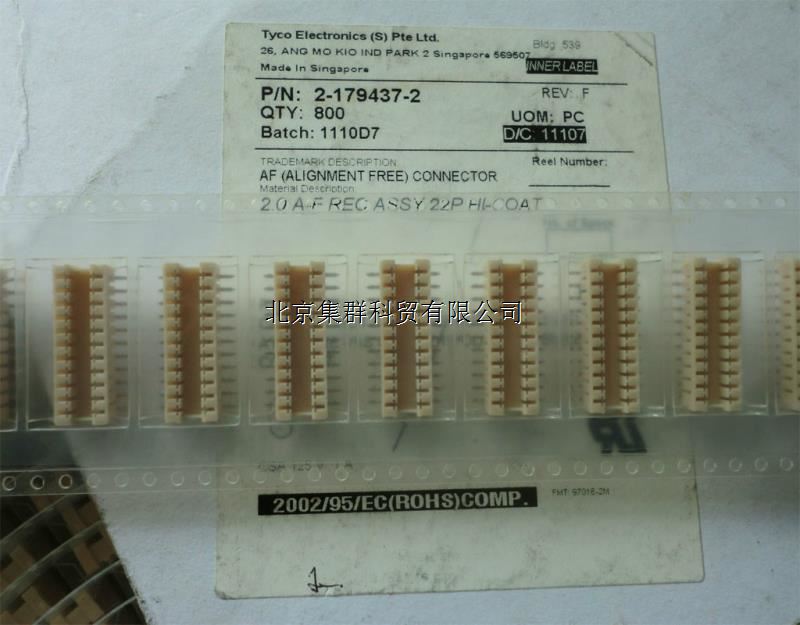 Tyco Electronics (S) Pte Ltd.
26, ANG MO KIO IND PARK 2 Singapore 569507
Bldg 539
Made In Singapore
INNER LABEL
P/N: 2-179437-2
REV: F
QTY: 800
UOM: PC
Batch: 1110D7
D/C: 11107
TRADEMARK DESCRIPTION
Reel Number:
AF (ALIGNMENT FREE) CONNECTOR
Material Description
2.0 A-F REC ASSY 22P HI-COAT
北京集群科贸有限公司
2002/95/EC(ROHS)COMP.
FMT: 97016-2M